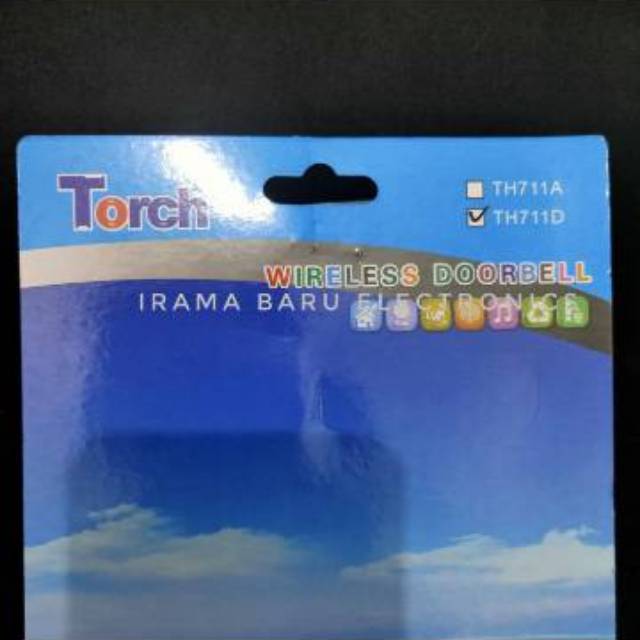 Torch
TH711A
TH711D
WIRELESS DOORBELL
IRAMA BARU ELECTRONICS